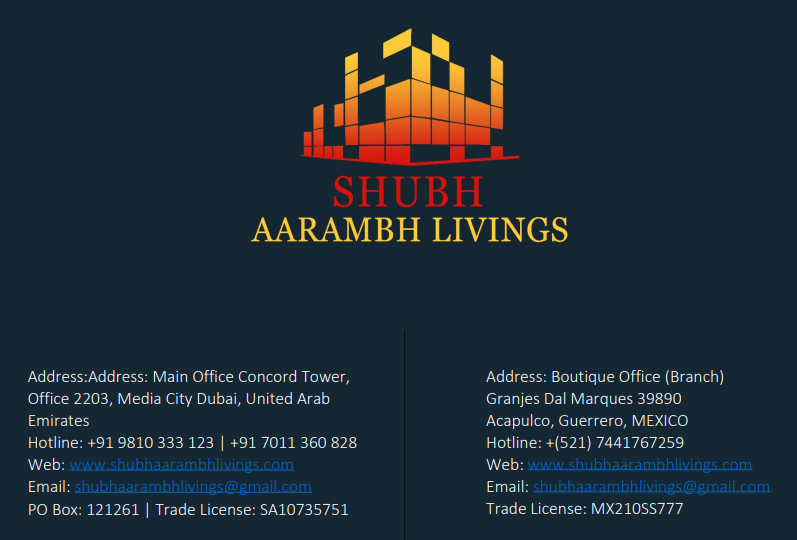 SHUBH
AARAMBH LIVINGS
Address:Address: Main Office Concord Tower,
Office 2203, Media City Dubai, United Arab
Emirates
Hotline: +91 9810 333 123 | +91 7011 360 828
Web: www.shubhaarambhlivings.com
Email: shubhaarambhlivings@gmail.com
PO Box: 121261 | Trade License: SA10735751
Address: Boutique Office (Branch)
Granjes Dal Marques 39890
Acapulco, Guerrero, MEXICO
Hotline: +(521) 7441767259
Web: www.shubhaarambhlivings.com
Email: shubhaarambhlivings@gmail.com
Trade License: MX210SS777